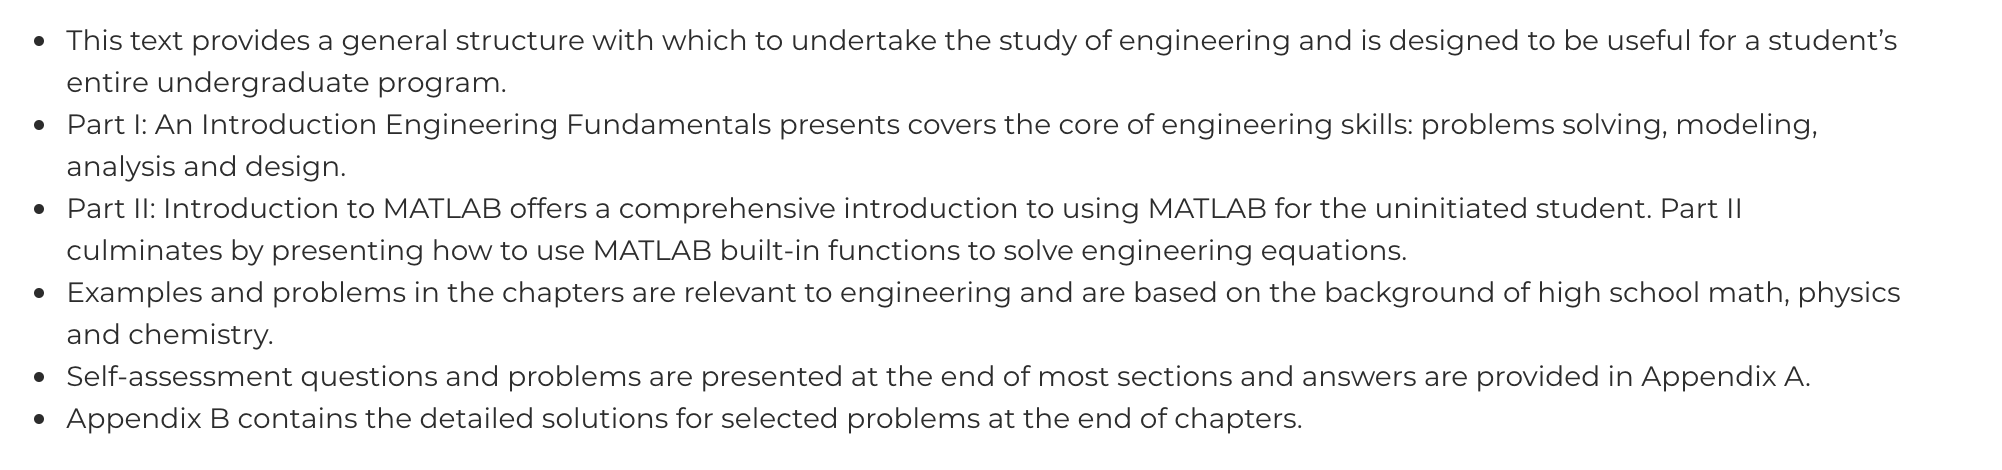 • This text provides a general structure with which to undertake the study of engineering and is designed to be useful for a student’s
entire undergraduate program.
• Part I: An Introduction Engineering Fundamentals presents covers the core of engineering skills: problems solving, modeling,
analysis and design.
• Part II: Introduction to MATLAB offers a comprehensive introduction to using MATLAB for the uninitiated student. Part II
culminates by presenting how to use MATLAB built-in functions to solve engineering equations.
• Examples and problems in the chapters are relevant to engineering and are based on the background of high school math, physics
and chemistry.
• Self-assessment questions and problems are presented at the end of most sections and answers are provided in Appendix A.
• Appendix B contains the detailed solutions for selected problems at the end of chapters.